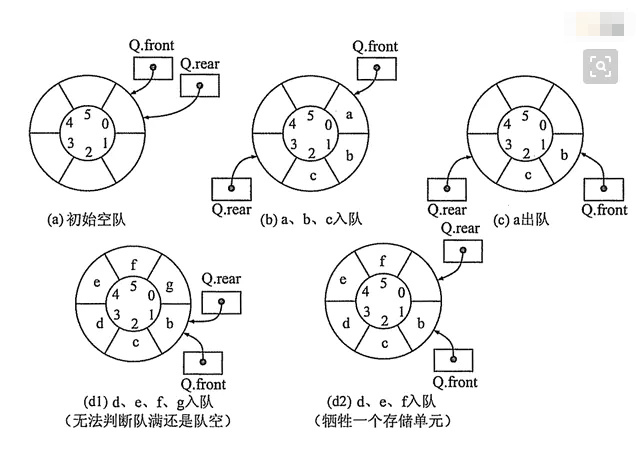 Q.front
Q.rear
5
4 0
3 1
2
(a) 初始空队
Q.front
a
5
4 0
3 1
2
b
c
Q.rear
(b) a、b、c入队
5
4 0
3 1
2
b
c
Q.rear
Q.front
(c) a出队
f
e g
5
4 0
3 1
2
d b
c
Q.rear
Q.front
(d1) d、e、f、g入队
（无法判断队满还是队空）
Q.rear
f
e
5
4 0
3 1
2
d b
c
Q.front
(d2) d、e、f入队
（牺牲一个存储单元）